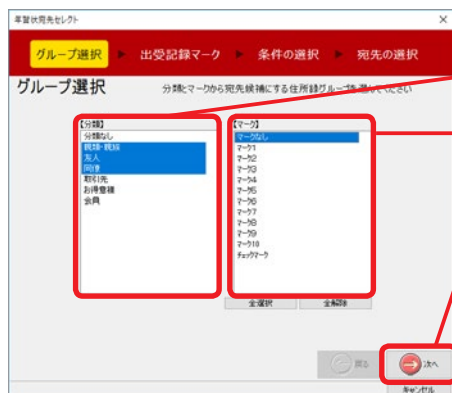 年賀状宛先セレクト
グループ選択 ▶ 出受記録マーク ▶ 条件の選択 ▶ 宛先の選択
グループ選択
分類とマークから宛先候補にする住所録グループを選んでください
【分類】
分類なし
親類・親族
友人
同僚
取引先
お得意様
会員
【マーク】
マークなし
マーク1
マーク2
マーク3
マーク4
マーク5
マーク6
マーク7
マーク8
マーク9
マーク10
チェックマーク
全選択 全解除
戻る 次へ
キャンセル